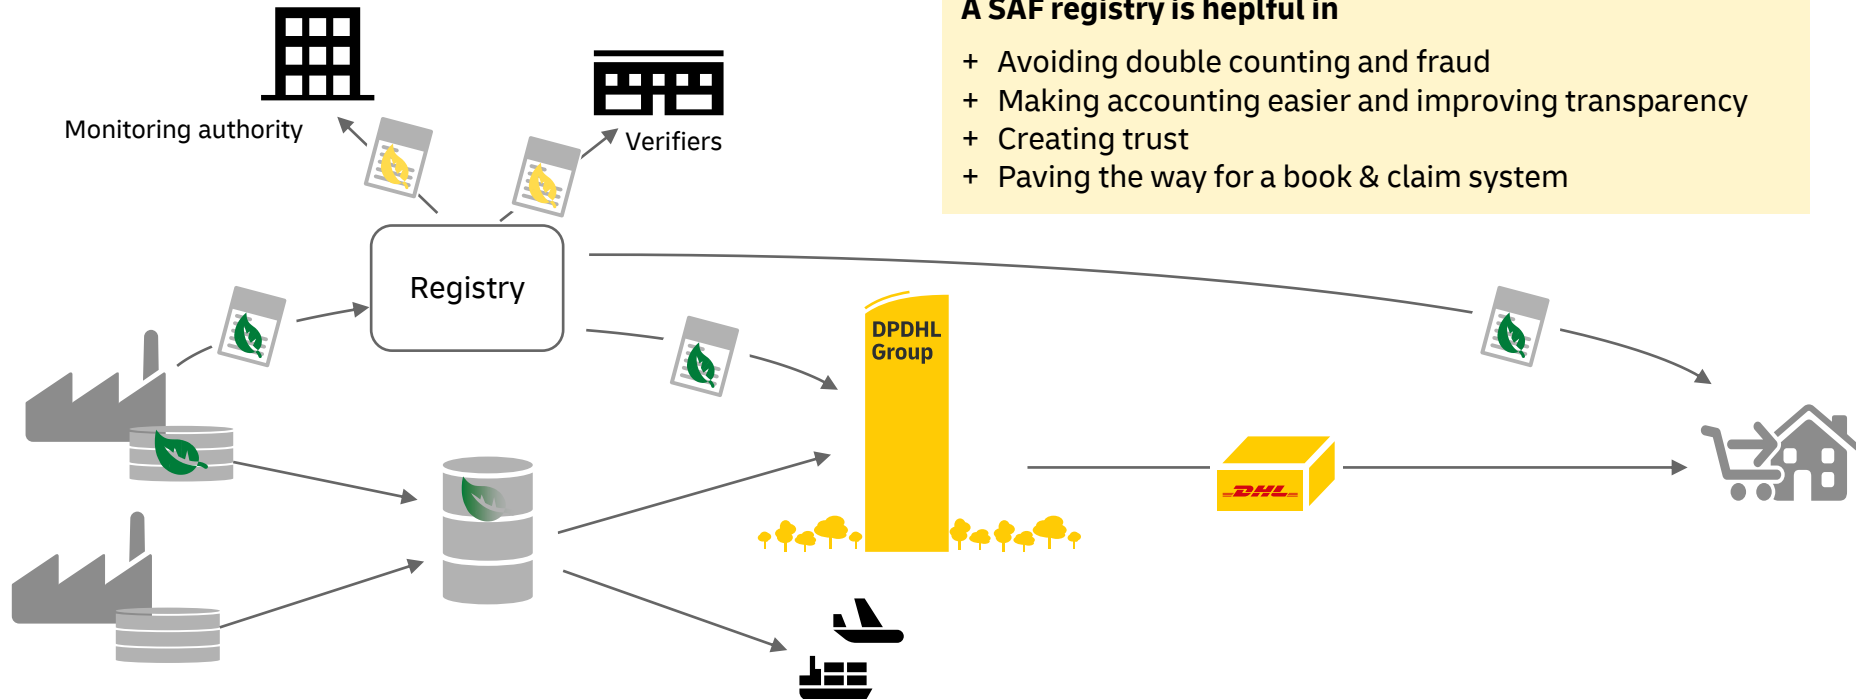 A SAF registry is heplful in
+ Avoiding double counting and fraud
+ Making accounting easier and improving transparency
+ Creating trust
+ Paving the way for a book & claim system
Monitoring authority
Verifiers
Registry
DPDHL
Group
DHL